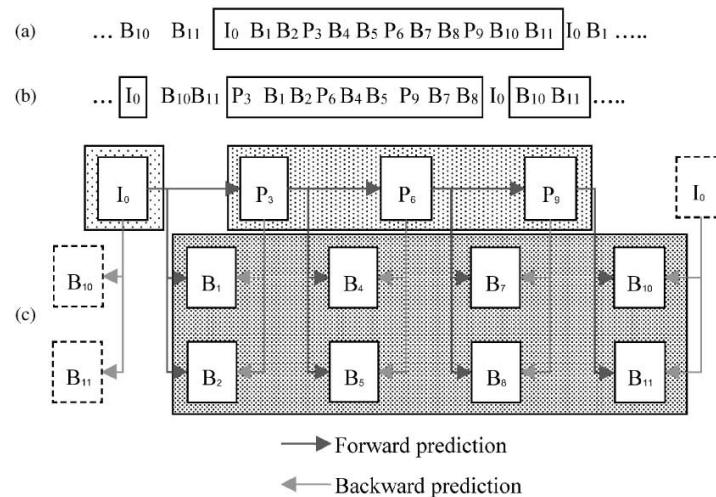 (a) … B10 B11 I0 B1 B2 P3 B4 B5 P6 B7 B8 P9 B10 B11 I0 B1 …..
(b) … I0 B10 B11 P3 B1 B2 P6 B4 B5 P9 B7 B8 I0 B10 B11 …..
I0 P3 P6 P9 I0
B10 B1 B4 B7 B10
(c)
B11 B2 B5 B8 B11
Forward prediction
Backward prediction